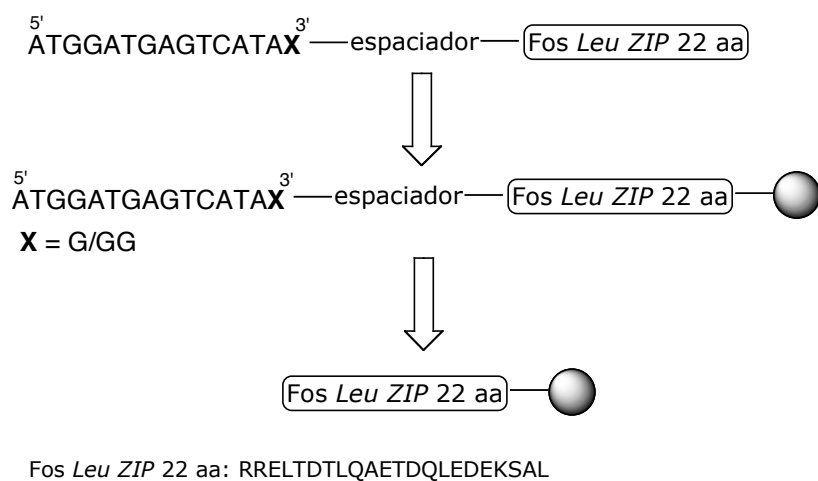 5' 3'
ATGGATGAGTCATAX espaciador Fos Leu ZIP 22 aa
5' 3'
ATGGATGAGTCATAX espaciador Fos Leu ZIP 22 aa
X = G/GG
Fos Leu ZIP 22 aa
Fos Leu ZIP 22 aa: RRELTDTLQAETDQLEDEKSAL